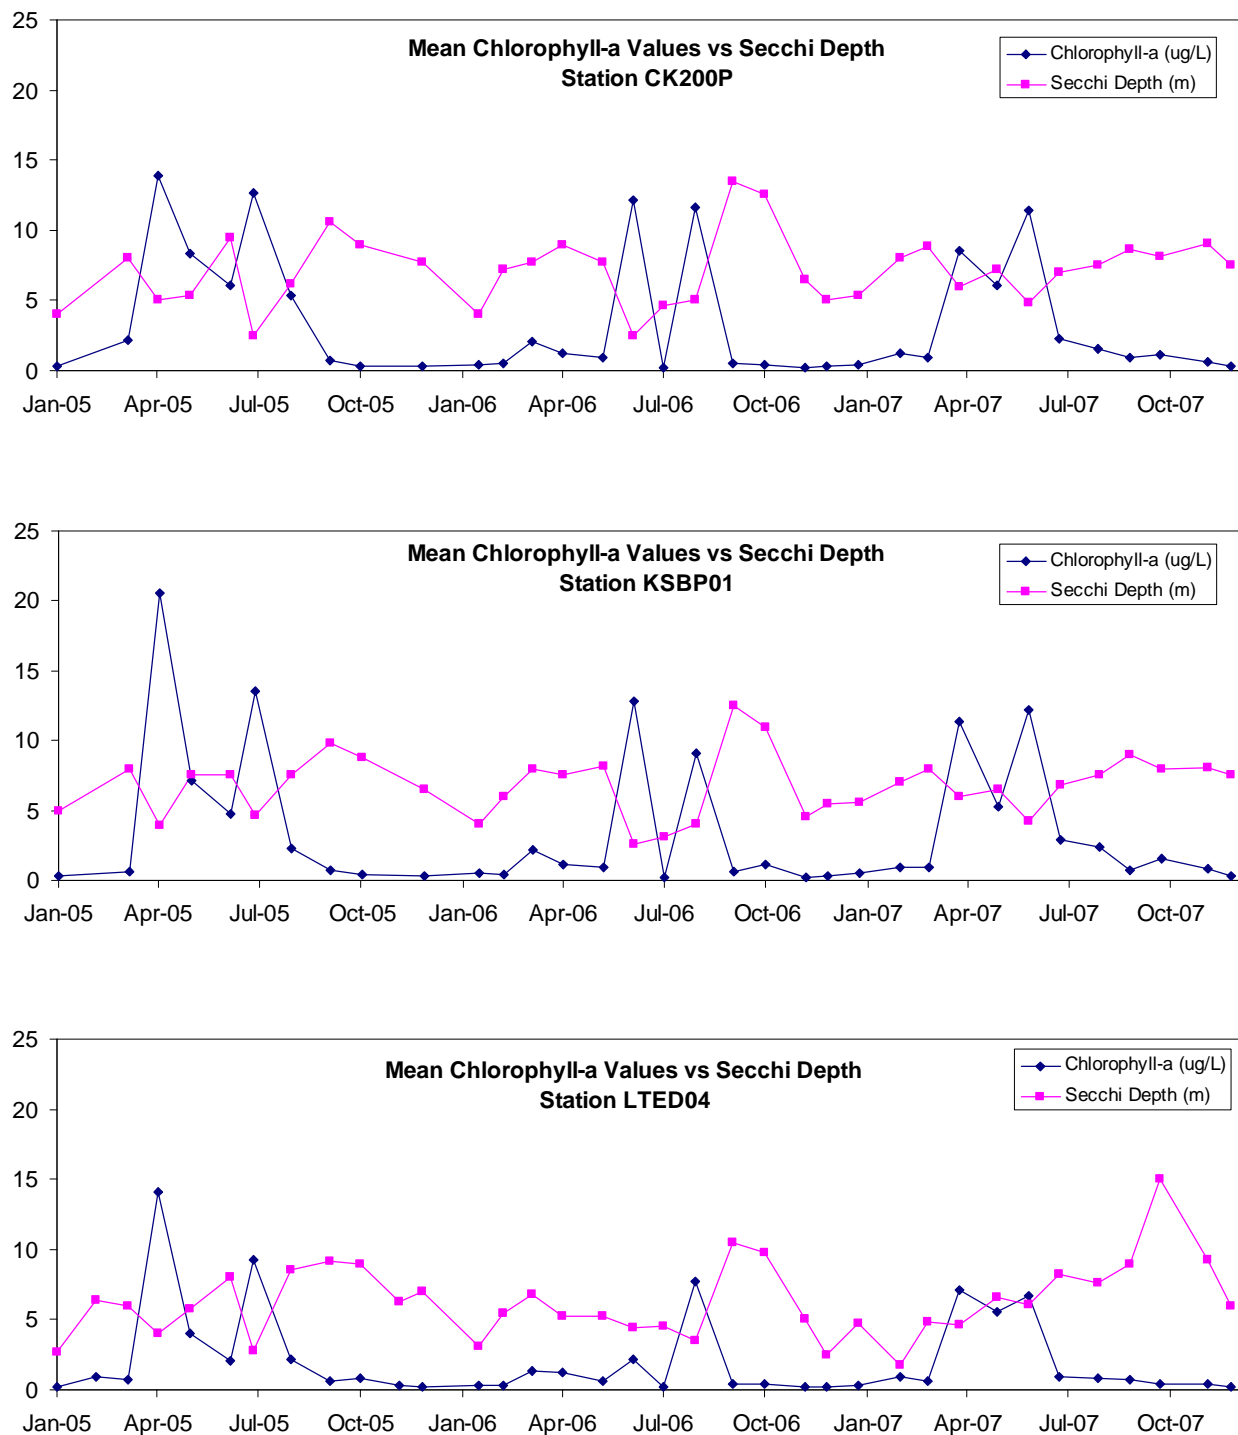 Mean Chlorophyll-a Values vs Secchi Depth
Station CK200P
Chlorophyll-a (ug/L)
Secchi Depth (m)
25
20
15
10
5
0
Jan-05 Apr-05 Jul-05 Oct-05 Jan-06 Apr-06 Jul-06 Oct-06 Jan-07 Apr-07 Jul-07 Oct-07
Mean Chlorophyll-a Values vs Secchi Depth
Station KSBP01
Chlorophyll-a (ug/L)
Secchi Depth (m)
25
20
15
10
5
0
Jan-05 Apr-05 Jul-05 Oct-05 Jan-06 Apr-06 Jul-06 Oct-06 Jan-07 Apr-07 Jul-07 Oct-07
Mean Chlorophyll-a Values vs Secchi Depth
Station LTED04
Chlorophyll-a (ug/L)
Secchi Depth (m)
25
20
15
10
5
0
Jan-05 Apr-05 Jul-05 Oct-05 Jan-06 Apr-06 Jul-06 Oct-06 Jan-07 Apr-07 Jul-07 Oct-07